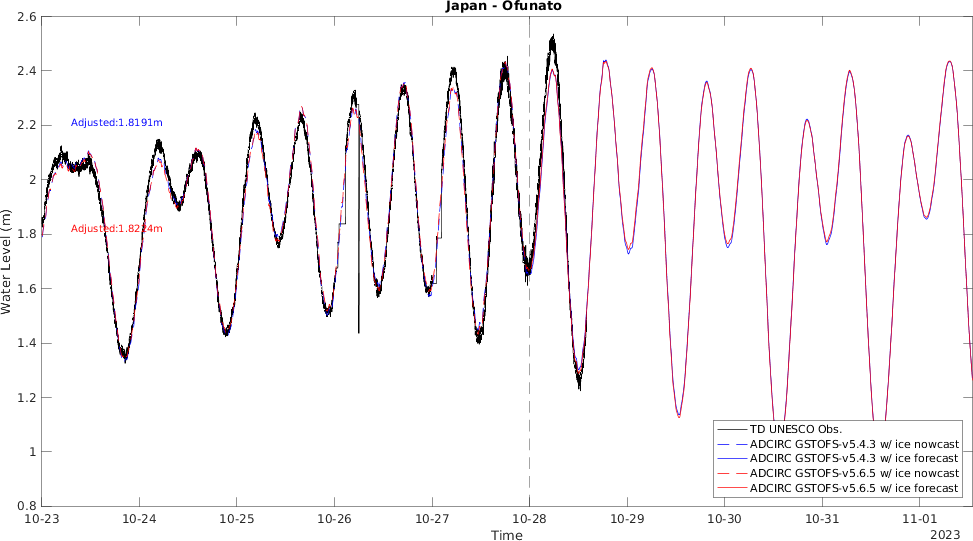 Japan - Ofunato
2.6
2.4
2.2
2
1.8
1.6
1.4
1.2
1
0.8
Water Level (m)
Adjusted:1.8191m
Adjusted:1.8224m
TD UNESCO Obs.
ADCIRC GSTOFS-v5.4.3 w/ ice nowcast
ADCIRC GSTOFS-v5.4.3 w/ ice forecast
ADCIRC GSTOFS-v5.6.5 w/ ice nowcast
ADCIRC GSTOFS-v5.6.5 w/ ice forecast
10-23 10-24 10-25 10-26 10-27 10-28 10-29 10-30 10-31 11-01
Time
2023